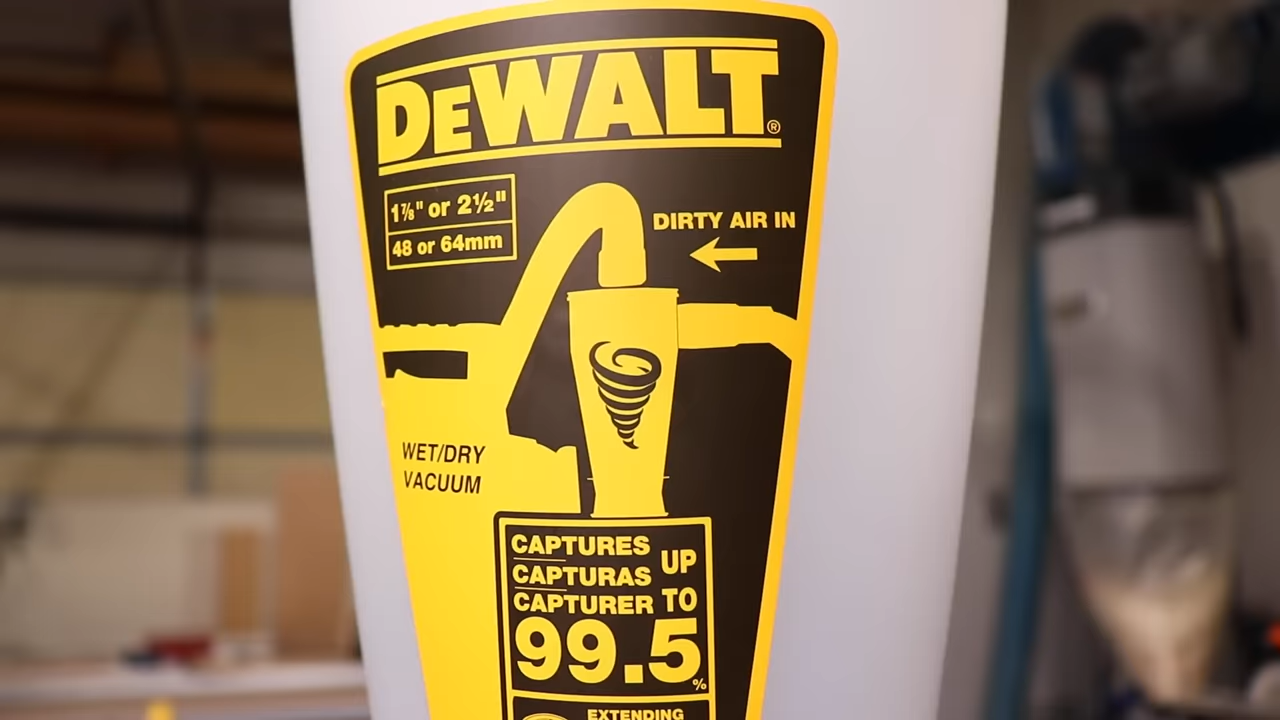 DEWALT®
1⅞" or 2½"
48 or 64mm
DIRTY AIR IN
WET/DRY
VACUUM
CAPTURES
CAPTURAS
CAPTURER
UP
TO
99.5%
EXTENDING